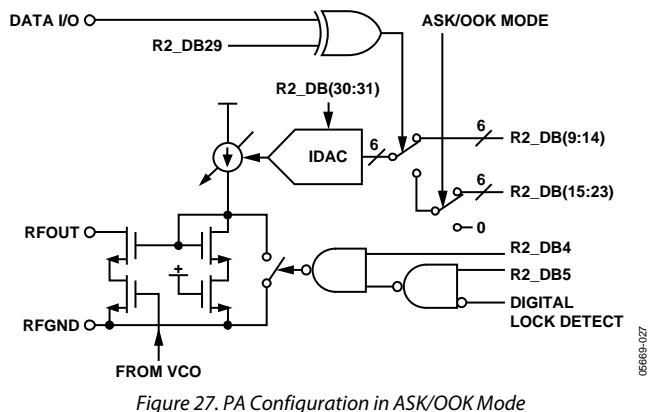 DATA I/O
ASK/OOK MODE
R2_DB29
R2_DB(30:31)
IDAC
6
6
R2_DB(9:14)
6
R2_DB(15:23)
0
RFOUT
+
R2_DB4
R2_DB5
DIGITAL
LOCK DETECT
RFGND
FROM VCO
05669-027
Figure 27. PA Configuration in ASK/OOK Mode